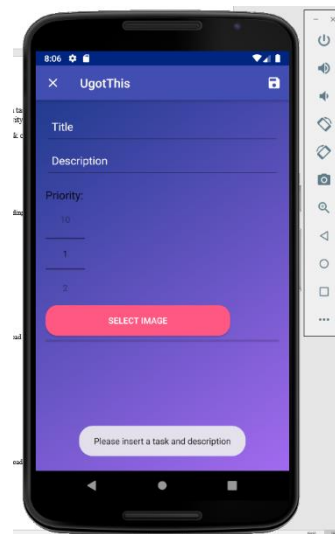 8:06
UgotThis
Title
Description
Priority:
10
1
2
SELECT IMAGE
Please insert a task and description